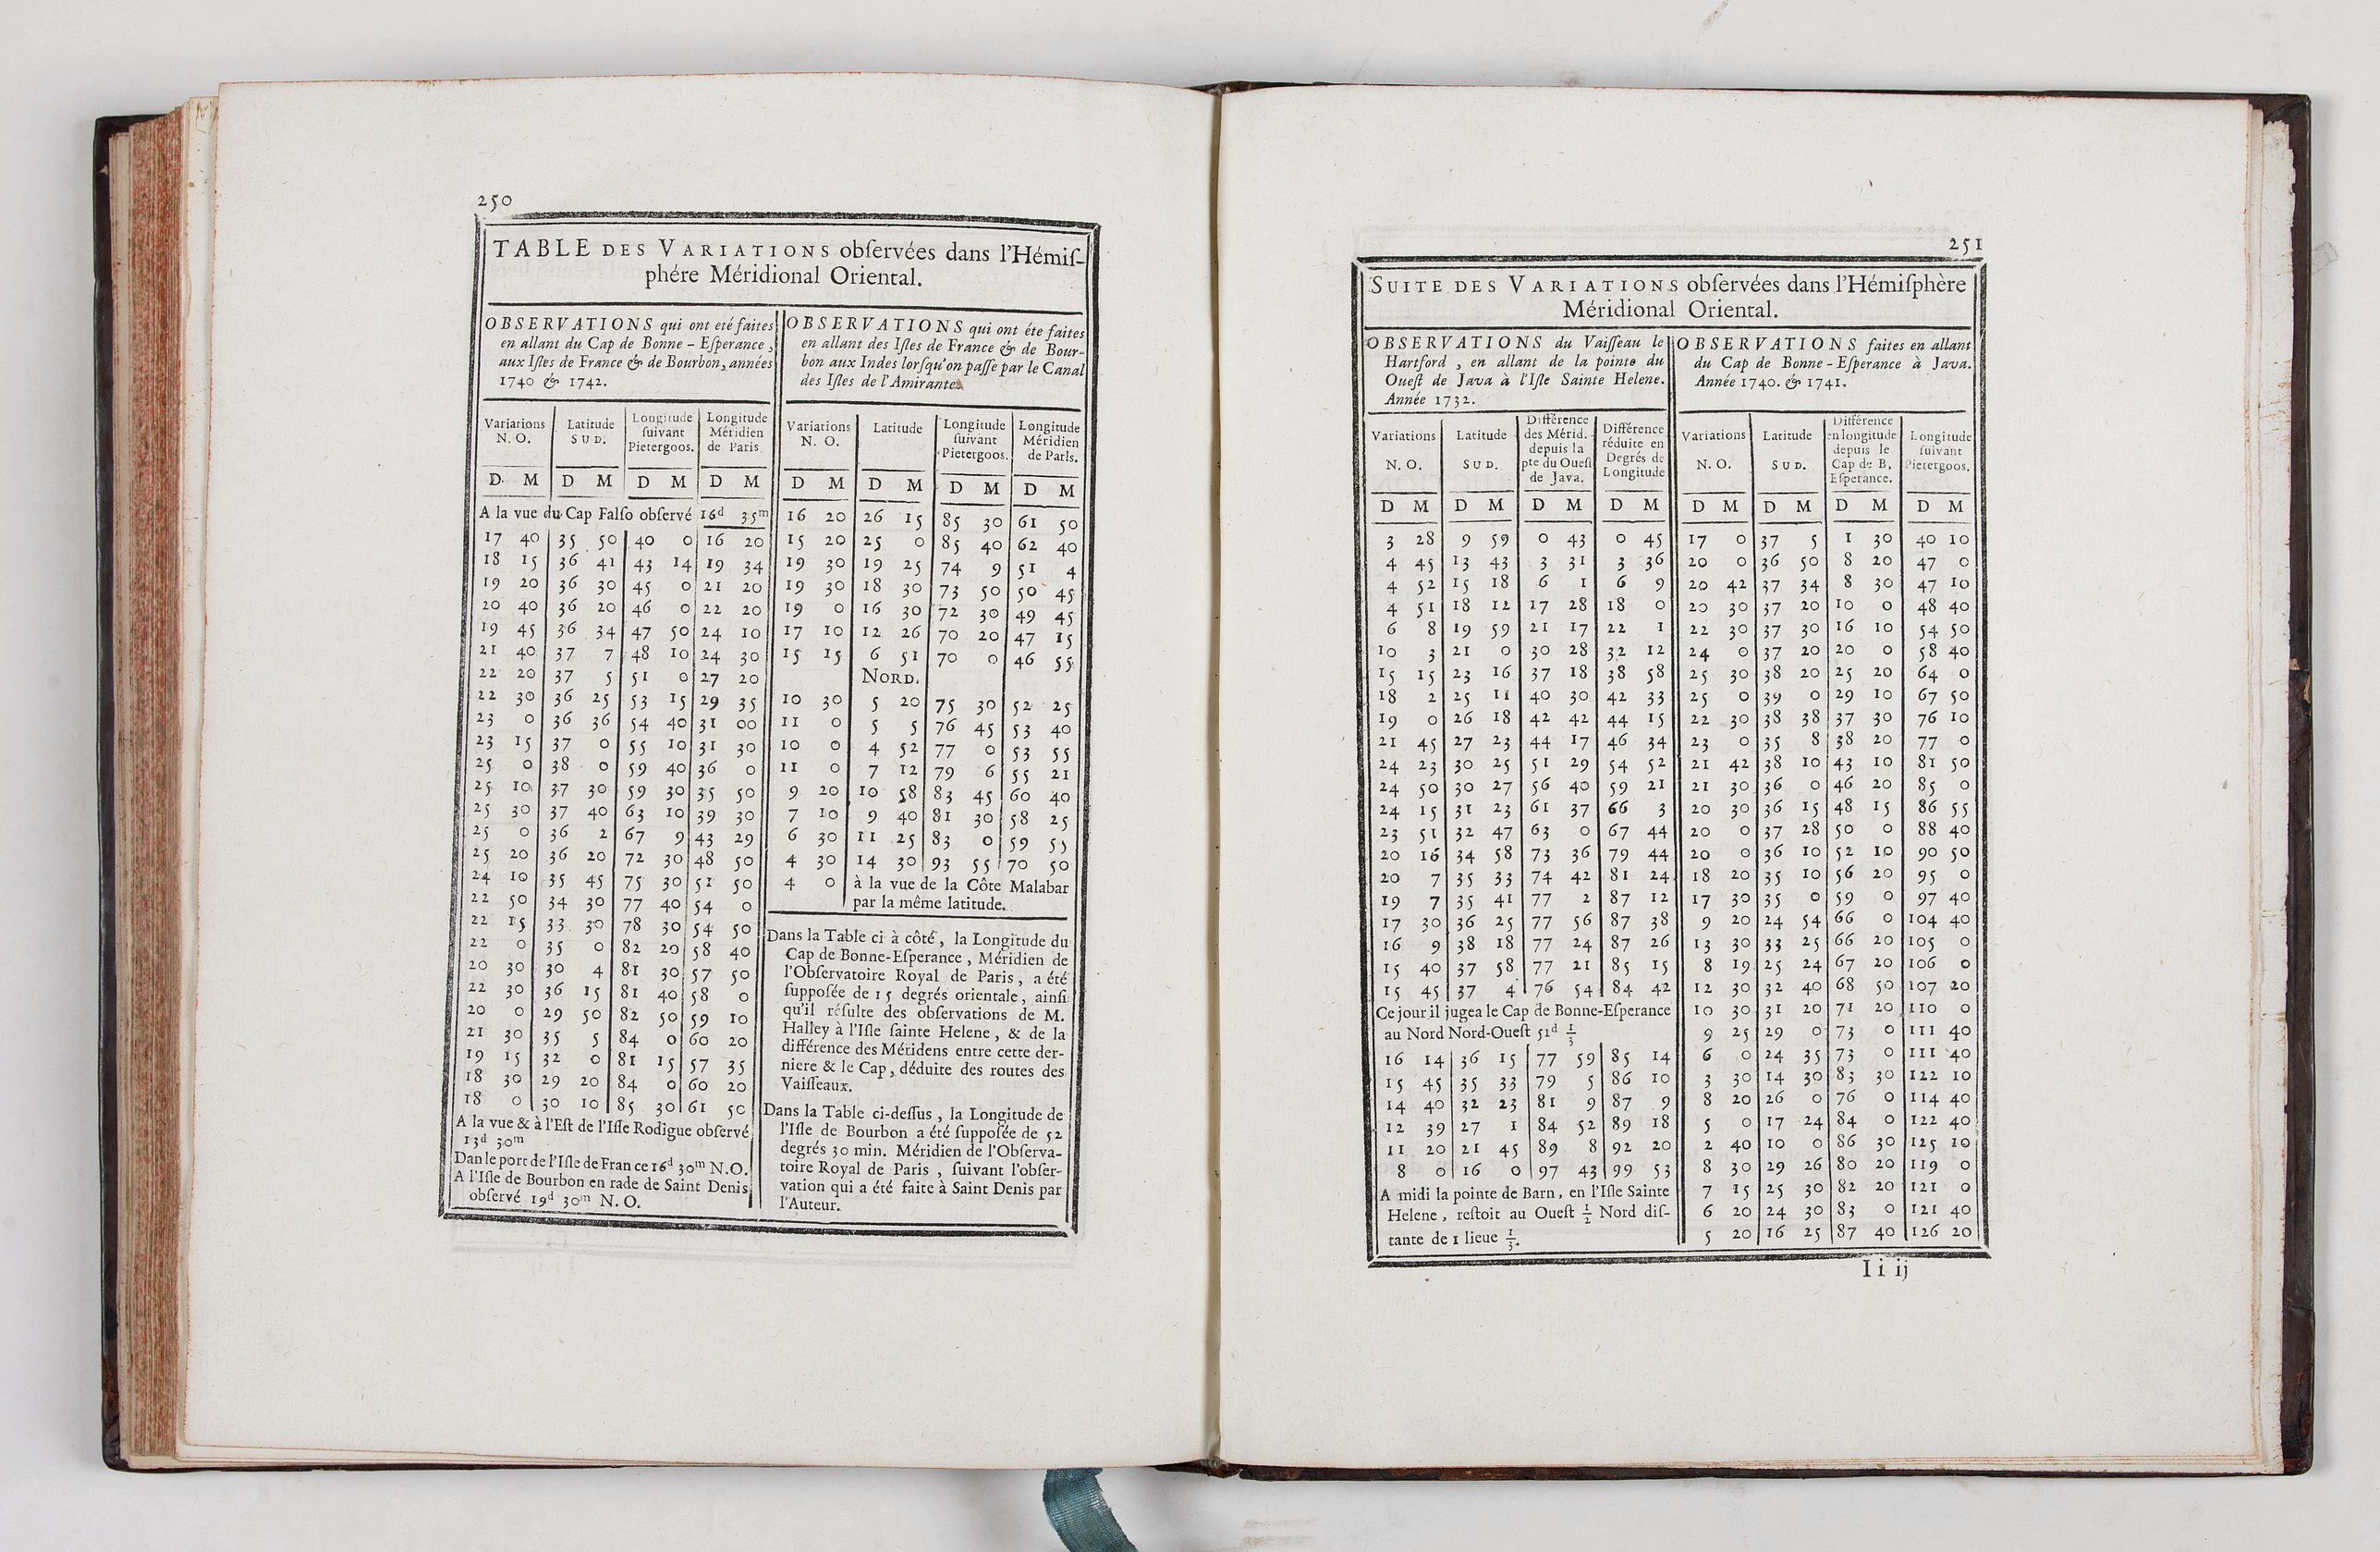 250
TABLE DES VARIATIONS obſervées dans l'Hémiſ-
phére Méridional Oriental.
OBSERVATIONS qui ont eté faites
en allant du Cap de Bonne-Eſperance,
aux Iſles de France & de Bourbon, années
1740 & 1742.
Variations N. O. Latitude SUD. Longitude ſuivant Pietergoos. Longitude Méridien de Paris
D M D M D M D M
A la vue du Cap Falſo obſervé 16d 35m
17 40 35 50 40 0 16 20
18 15 36 41 43 14 19 34
19 20 36 30 45 0 21 20
20 40 36 20 46 0 22 20
19 45 36 34 47 50 24 10
21 40 37 7 48 10 24 30
22 20 37 5 51 0 27 20
22 30 36 25 53 15 29 35
23 0 36 36 54 40 31 00
23 15 37 0 55 10 31 30
25 0 38 0 59 40 36 0
25 10 37 30 59 30 35 50
25 30 37 40 63 10 39 30
25 0 36 2 67 9 43 29
25 20 36 20 72 30 48 50
24 10 35 45 75 30 51 50
22 50 34 30 77 40 54 0
22 15 33 30 78 30 54 50
22 0 35 0 82 20 58 40
20 30 30 4 81 30 57 50
22 30 36 15 81 40 58 0
20 0 29 50 82 50 59 10
21 30 35 5 84 0 60 20
19 15 32 0 81 15 57 35
18 30 29 20 84 0 60 20
18 0 30 10 85 30 61 50
A la vue & à l'Eſt de l'Iſle Rodigue obſervé
13d 30m
Dan le port de l'Iſle de France 16d 30m N.O.
A l'Iſle de Bourbon en rade de Saint Denis
obſervé 19d 30m N. O.
OBSERVATIONS qui ont éte faites
en allant des Iſles de France & de Bour-
bon aux Indes lorſqu'on paſſe par le Canal
des Iſles de l'Amirante.
Variations N. O. Latitude Longitude ſuivant Pietergoos. Longitude Méridien de Paris.
D M D M D M D M
16 20 26 15 85 30 61 50
15 20 25 0 85 40 62 40
19 30 19 25 74 9 51 4
19 30 18 30 73 50 50 45
19 0 16 30 72 30 49 45
17 10 12 26 70 20 47 15
15 15 6 51 70 0 46 55
NORD.
10 30 5 20 75 30 52 25
11 0 5 5 76 45 53 40
10 0 4 52 77 0 53 55
11 0 7 12 79 6 55 21
9 20 10 58 83 45 60 40
7 10 9 40 81 30 58 25
6 30 11 25 83 0 59 55
4 30 14 30 93 55 70 50
4 0 à la vue de la Côte Malabar
par la même latitude.
Dans la Table ci à côté, la Longitude du
Cap de Bonne-Eſperance, Méridien de
l'Obſervatoire Royal de Paris, a été
ſuppoſée de 15 degrés orientale, ainſi
qu'il réſulte des obſervations de M.
Halley à l'Iſle ſainte Helene, & de la
différence des Méridens entre cette der-
niere & le Cap, déduite des routes des
Vaiſſeaux.
Dans la Table ci-deſſus, la Longitude de
l'Iſle de Bourbon a été ſuppoſée de 52
degrés 30 min. Méridien de l'Obſerva-
toire Royal de Paris, ſuivant l'obſer-
vation qui a été faite à Saint Denis par
l'Auteur.
251
SUITE DES VARIATIONS obſervées dans l'Hémiſphère
Méridional Oriental.
OBSERVATIONS du Vaiſſeau le
Hartford, en allant de la pointe du
Oueſt de Java à l'Iſle Sainte Helene.
Année 1732.
Variations N. O. Latitude SUD. Différence des Mérid. depuis la pte du Oueſt de Java. Différence réduite en Degrés de Longitude
D M D M D M D M
3 28 9 59 0 43 0 45
4 45 13 43 3 31 3 36
4 52 15 18 6 1 6 9
4 51 18 12 17 28 18 0
6 8 19 59 21 17 22 1
10 3 21 0 30 28 32 12
15 15 23 16 37 18 38 58
18 2 25 11 40 30 42 33
19 0 26 18 42 42 44 15
21 45 27 23 44 17 46 34
24 23 30 25 51 29 54 52
24 50 30 27 56 40 59 21
24 15 31 23 61 37 66 3
23 51 32 47 63 0 67 44
20 16 34 58 73 36 79 44
20 7 35 33 74 42 81 24
19 7 35 41 77 2 87 12
17 30 36 25 77 56 87 38
16 9 38 18 77 24 87 26
15 40 37 58 77 21 85 15
15 45 37 4 76 54 84 42
Ce jour il jugea le Cap de Bonne-Eſperance
au Nord Nord-Oueſt 51d 1/3
16 14 36 15 77 59 85 14
15 45 35 33 79 5 86 10
14 40 32 23 81 9 87 9
12 39 27 1 84 52 89 18
11 20 21 45 89 8 92 20
8 0 16 0 97 43 99 53
A midi la pointe de Barn, en l'Iſle Sainte
Helene, reſtoit au Oueſt 1/2 Nord diſ-
tante de 1 lieue 1/3.
OBSERVATIONS faites en allant
du Cap de Bonne-Eſperance à Java.
Année 1740. & 1741.
Variations N. O. Latitude SUD. Différence en longitude depuis le Cap de B. Eſperance. Longitude ſuivant Pietergoos.
D M D M D M D M
17 0 37 5 1 30 40 10
20 0 36 50 8 20 47 0
20 42 37 34 8 30 47 10
20 30 37 20 10 0 48 40
22 30 37 30 16 10 54 50
24 0 37 20 20 0 58 40
25 30 38 20 25 20 64 0
25 0 39 0 29 10 67 50
22 30 38 38 37 30 76 10
23 0 35 8 38 20 77 0
21 42 38 10 43 10 81 50
21 30 36 0 46 20 85 0
20 30 36 15 48 15 86 55
20 0 37 28 50 0 88 40
20 0 36 10 52 10 90 50
18 20 35 10 56 20 95 0
17 30 35 0 59 0 97 40
9 20 24 54 66 0 104 40
13 30 33 25 66 20 105 0
8 19 25 24 67 20 106 0
12 30 32 40 68 50 107 20
10 30 31 20 71 20 110 0
9 25 29 0 73 0 111 40
6 0 24 35 73 0 111 40
3 30 14 30 83 30 122 10
8 20 26 0 76 0 114 40
5 0 17 24 84 0 122 40
2 40 10 0 86 30 125 10
8 30 29 26 80 20 119 0
7 15 25 30 82 20 121 0
6 20 24 30 83 0 121 40
5 20 16 25 87 40 126 20
Ii ij